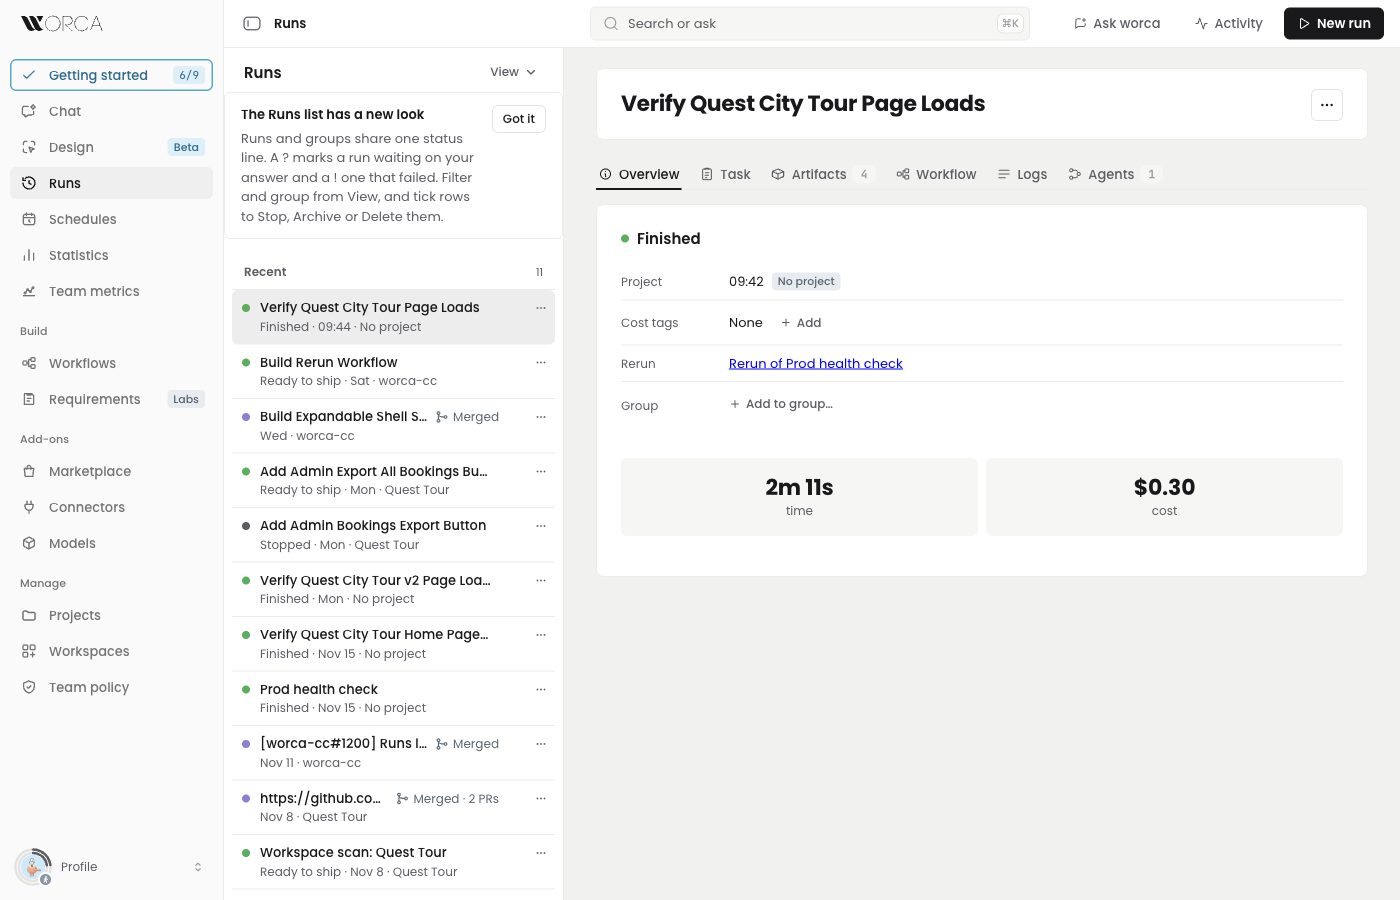 WORCA
Getting started 6/9
Chat
Design Beta
Runs
Schedules
Statistics
Team metrics
Build
Workflows
Requirements Labs
Add-ons
Marketplace
Connectors
Models
Manage
Projects
Workspaces
Team policy
Profile
Runs
Search or ask ⌘K
Ask worca
Activity
New run
Runs
View
The Runs list has a new look
Got it
Runs and groups share one status
line. A ? marks a run waiting on your
answer and a ! one that failed. Filter
and group from View, and tick rows
to Stop, Archive or Delete them.
Recent 11
Verify Quest City Tour Page Loads
Finished · 09:44 · No project
Build Rerun Workflow
Ready to ship · Sat · worca-cc
Build Expandable Shell S... Merged
Wed · worca-cc
Add Admin Export All Bookings Bu...
Ready to ship · Mon · Quest Tour
Add Admin Bookings Export Button
Stopped · Mon · Quest Tour
Verify Quest City Tour v2 Page Loa...
Finished · Mon · No project
Verify Quest City Tour Home Page...
Finished · Nov 15 · No project
Prod health check
Finished · Nov 15 · No project
[worca-cc#1200] Runs l... Merged
Nov 11 · worca-cc
https://github.co... Merged · 2 PRs
Nov 8 · Quest Tour
Workspace scan: Quest Tour
Ready to ship · Nov 8 · Quest Tour
Verify Quest City Tour Page Loads
Overview Task Artifacts 4 Workflow Logs Agents 1
Finished
Project 09:42 No project
Cost tags None + Add
Rerun Rerun of Prod health check
Group + Add to group...
2m 11s
time
$0.30
cost